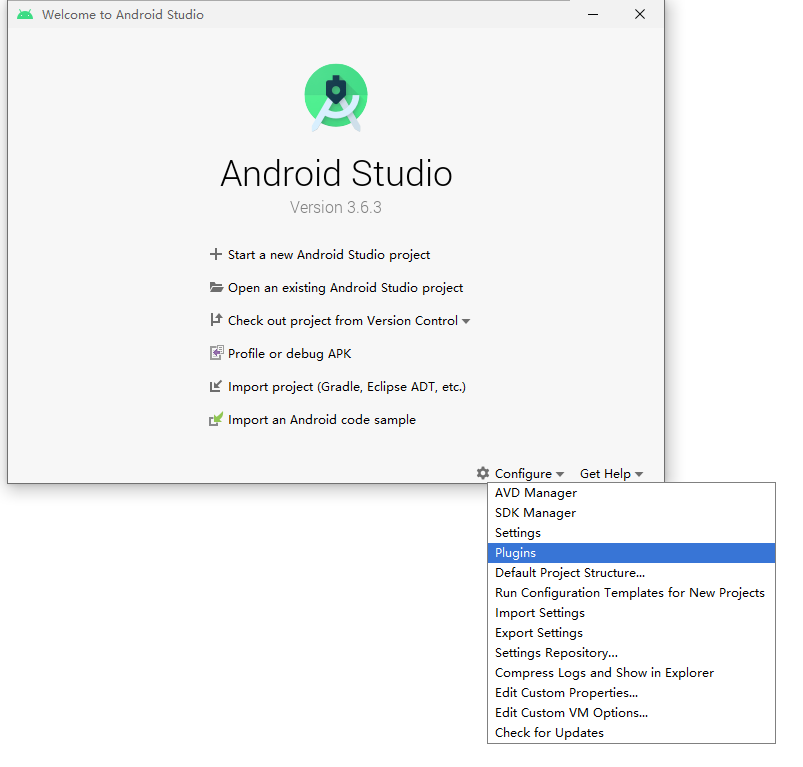 Welcome to Android Studio
Android Studio
Version 3.6.3
Start a new Android Studio project
Open an existing Android Studio project
Check out project from Version Control
Profile or debug APK
Import project (Gradle, Eclipse ADT, etc.)
Import an Android code sample
Configure Get Help
AVD Manager
SDK Manager
Settings
Plugins
Default Project Structure...
Run Configuration Templates for New Projects
Import Settings
Export Settings
Settings Repository...
Compress Logs and Show in Explorer
Edit Custom Properties...
Edit Custom VM Options...
Check for Updates